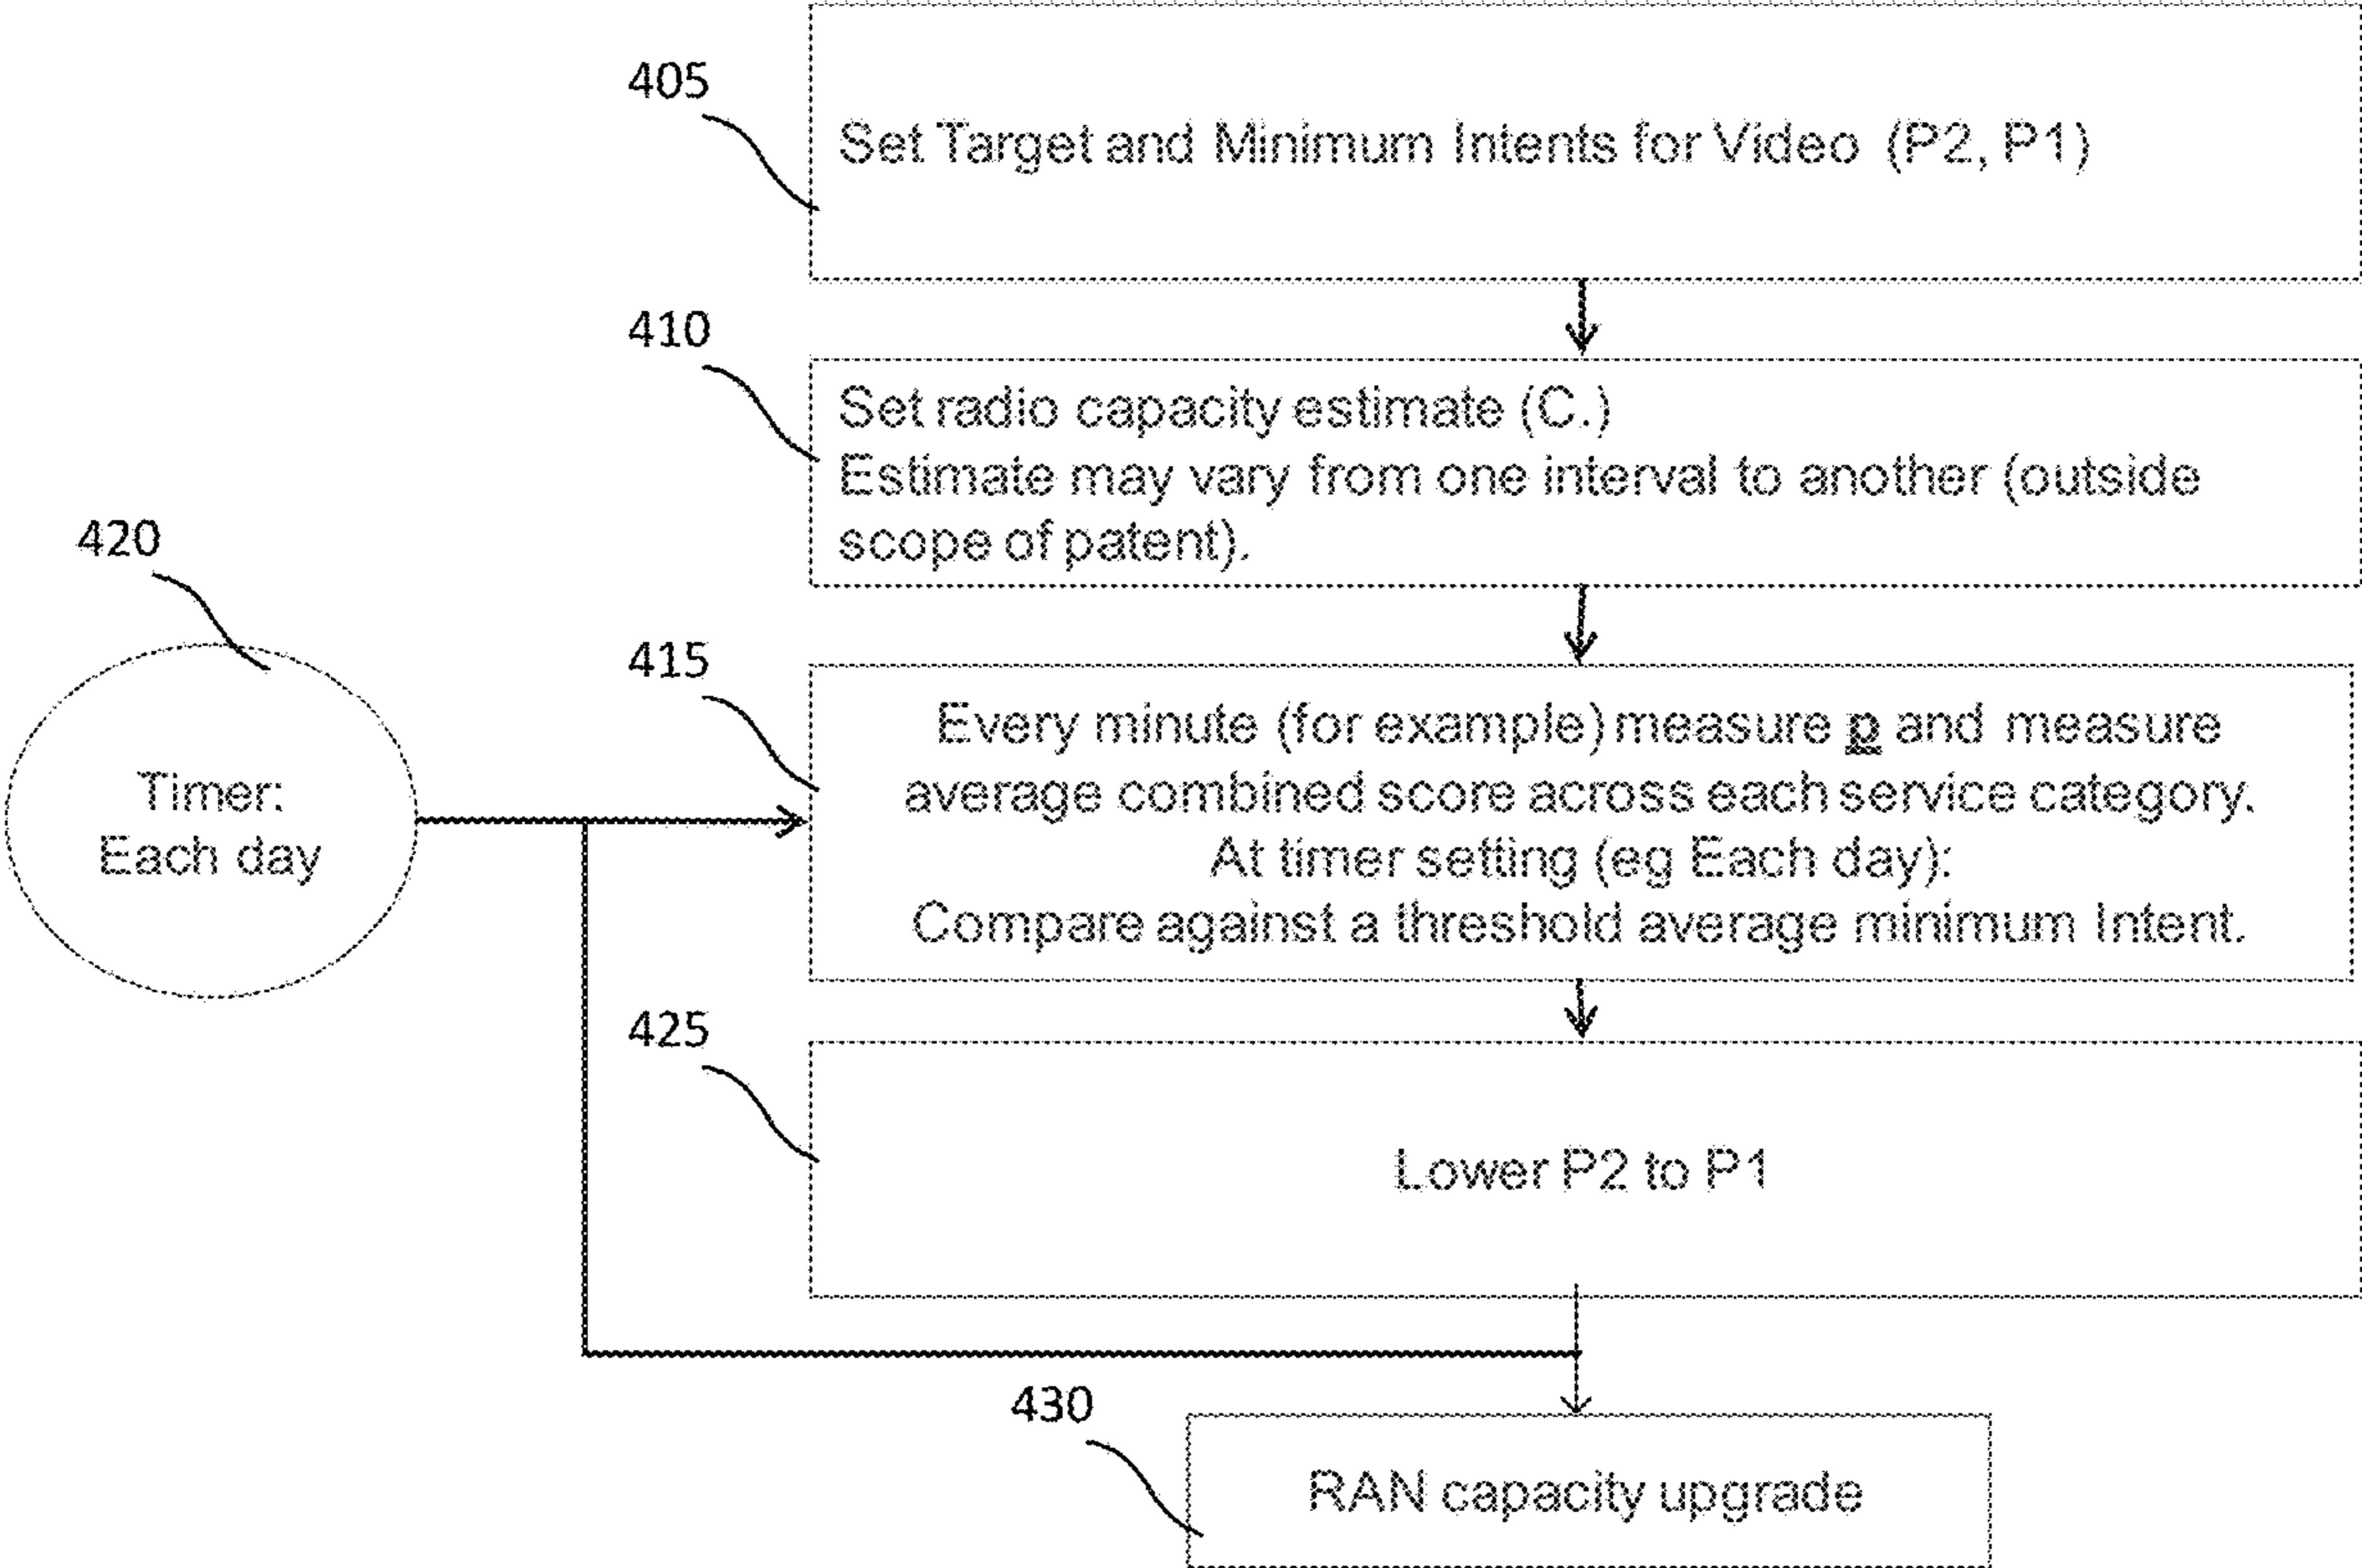 405
Set Target and Minimum Intents for Video (P2, P1)
410
Set radio capacity estimate (C.)
Estimate may vary from one interval to another (outside
scope of patent).
420
Timer:
Each day
415
Every minute (for example) measure p and measure
average combined score across each service category.
At timer setting (eg Each day):
Compare against a threshold average minimum Intent.
425
Lower P2 to P1
430
RAN capacity upgrade